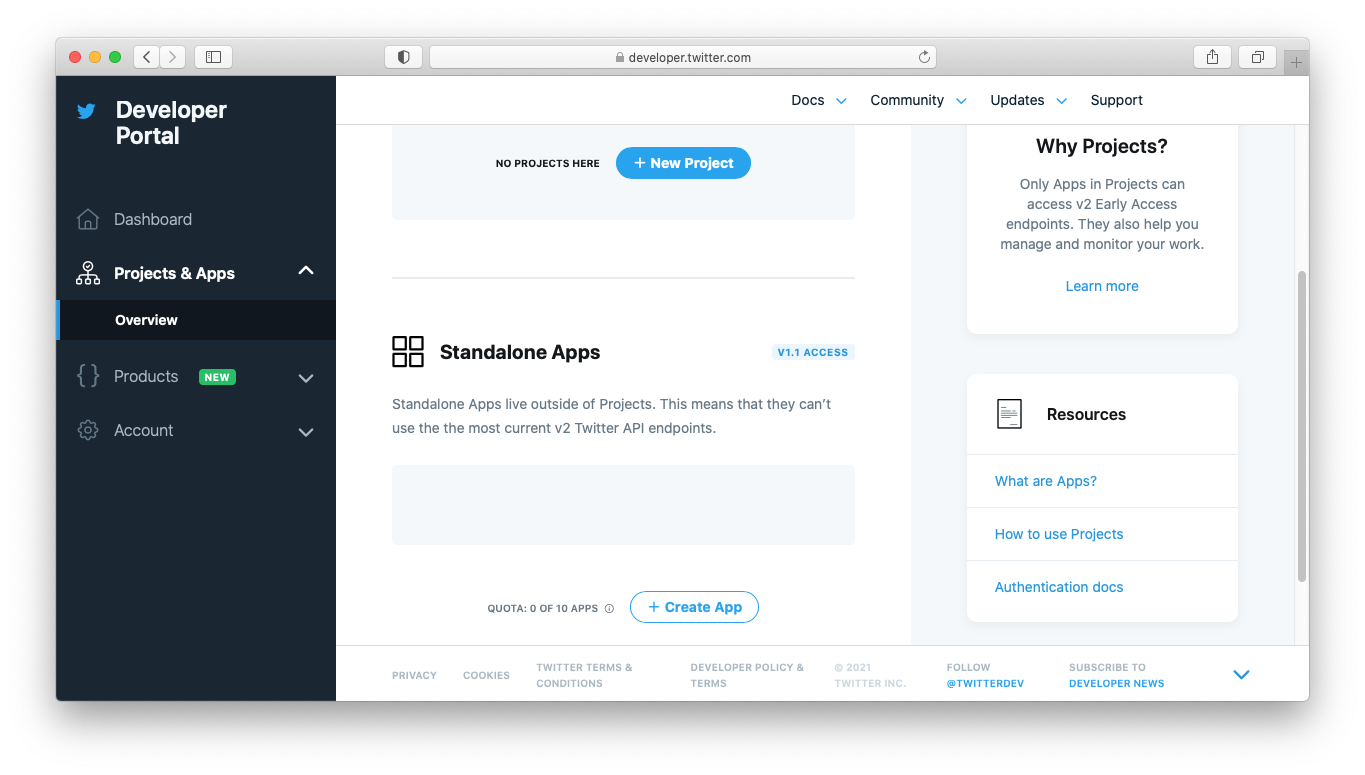 developer.twitter.com
Developer
Portal
Dashboard
Projects & Apps
Overview
Products NEW
Account
Docs Community Updates Support
NO PROJECTS HERE + New Project
Standalone Apps V1.1 ACCESS
Standalone Apps live outside of Projects. This means that they can’t
use the the most current v2 Twitter API endpoints.
QUOTA: 0 OF 10 APPS + Create App
Why Projects?
Only Apps in Projects can
access v2 Early Access
endpoints. They also help you
manage and monitor your work.
Learn more
Resources
What are Apps?
How to use Projects
Authentication docs
PRIVACY
COOKIES
TWITTER TERMS &
CONDITIONS
DEVELOPER POLICY &
TERMS
© 2021
TWITTER INC.
FOLLOW
@TWITTERDEV
SUBSCRIBE TO
DEVELOPER NEWS